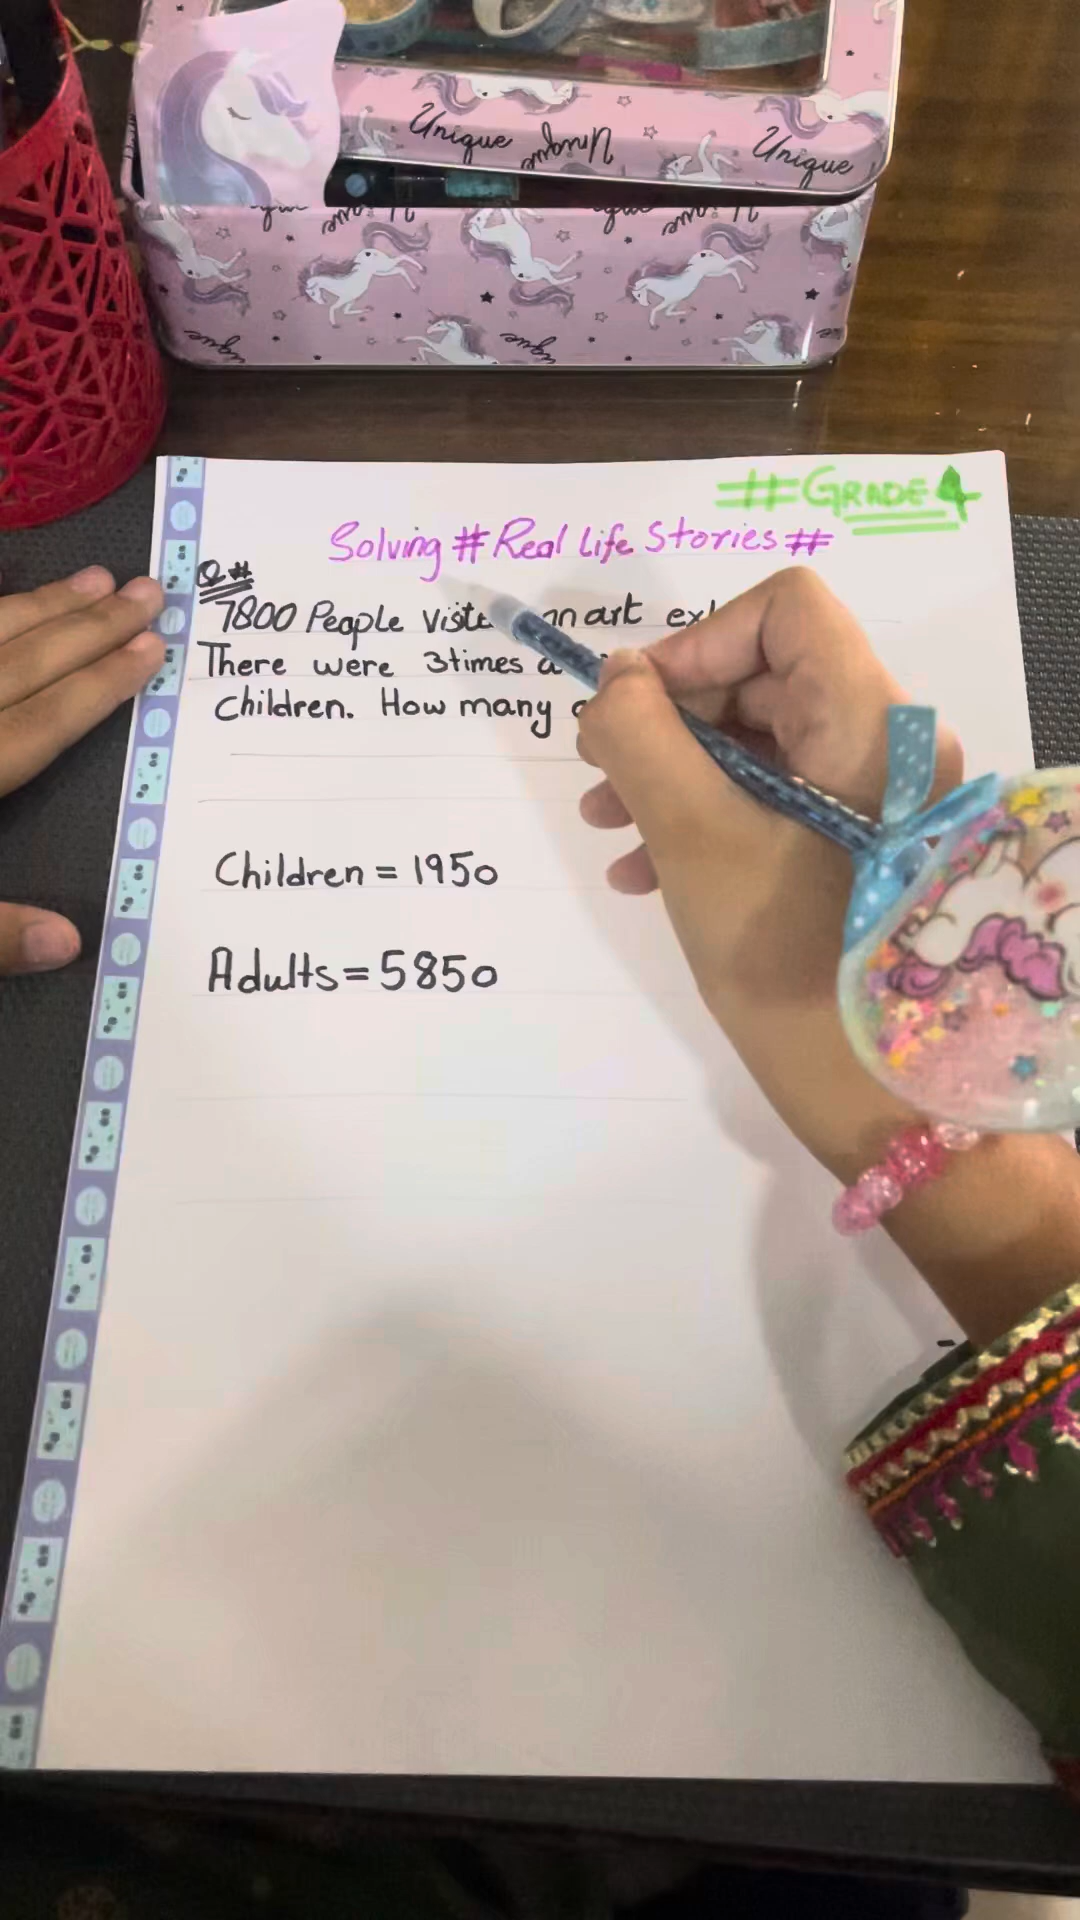 Unique Unique Unique
#GRADE 4
Solving #Real life Stories#
Q#
7800 People art
There were 3times
Children. How many
Children = 1950
Adults = 5850